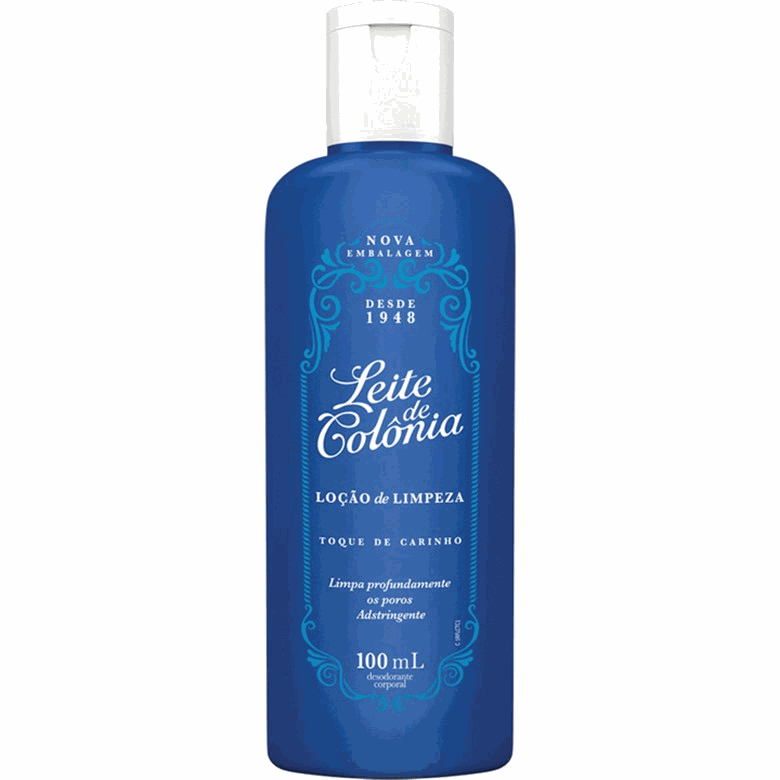 NOVA
EMBALAGEM
DESDE
1948
Leite
de
Colônia
LOÇÃO de LIMPEZA
TOQUE DE CARINHO
Limpa profundamente
os poros
Adstringente
100 mL
desodorante
corporal